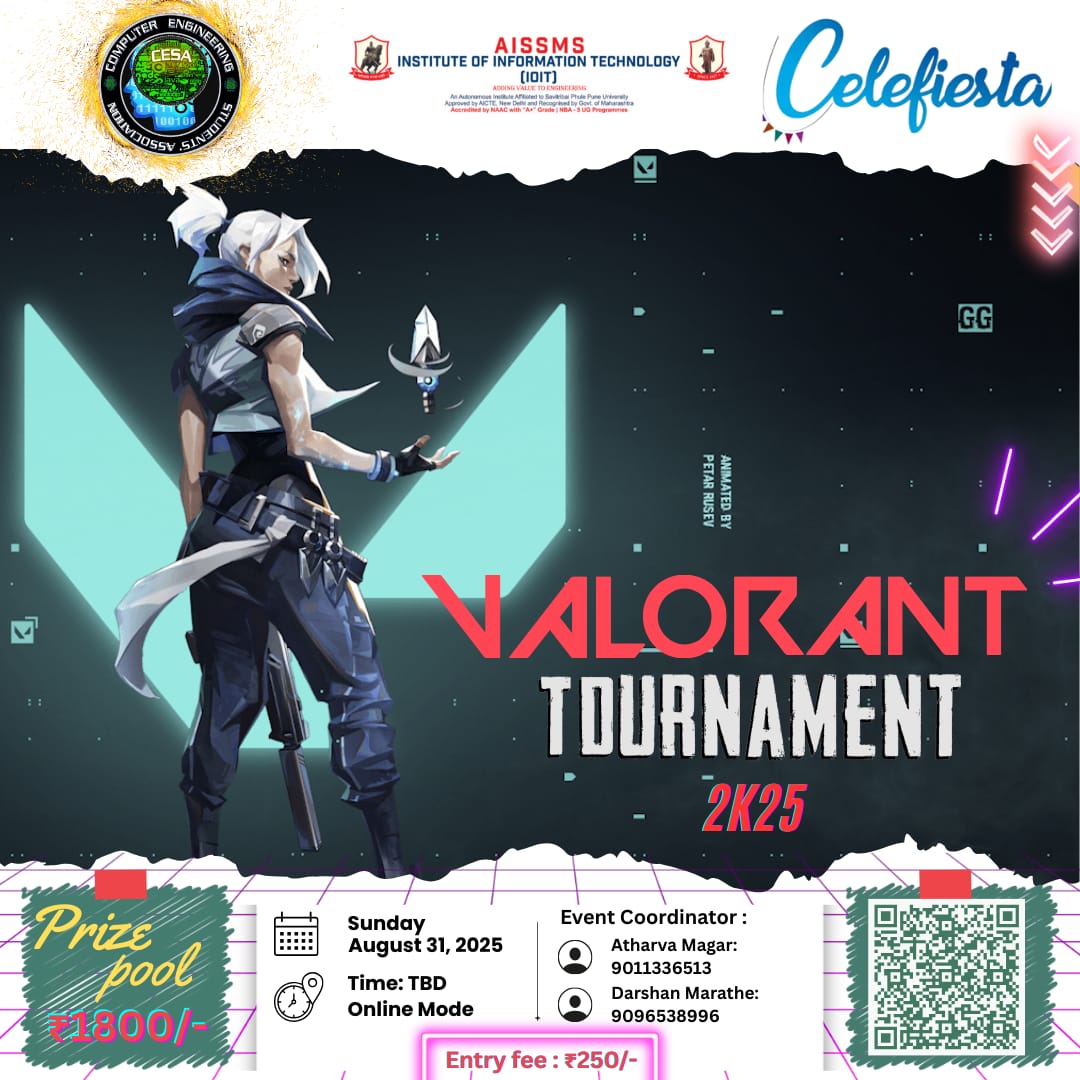 COMPUTER ENGINEERING
STUDENTS' ASSOCIATION
CESA
AISSMS
INSTITUTE OF INFORMATION TECHNOLOGY
(IOIT)
ADDING VALUE TO ENGINEERING
An Autonomous Institute Affiliated to Savitribai Phule Pune University
Approved by AICTE, New Delhi and Recognised by Govt. of Maharashtra
Accredited by NAAC with "A+" Grade | NBA - 5 UG Programmes
Celefiesta
GG
ANIMATED BY
PETAR RUSEV
VALORANT
TOURNAMENT
2K25
Prize
pool
₹1800/-
Sunday
August 31, 2025
Time: TBD
Online Mode
Event Coordinator :
Atharva Magar:
9011336513
Darshan Marathe:
9096538996
Entry fee : ₹250/-